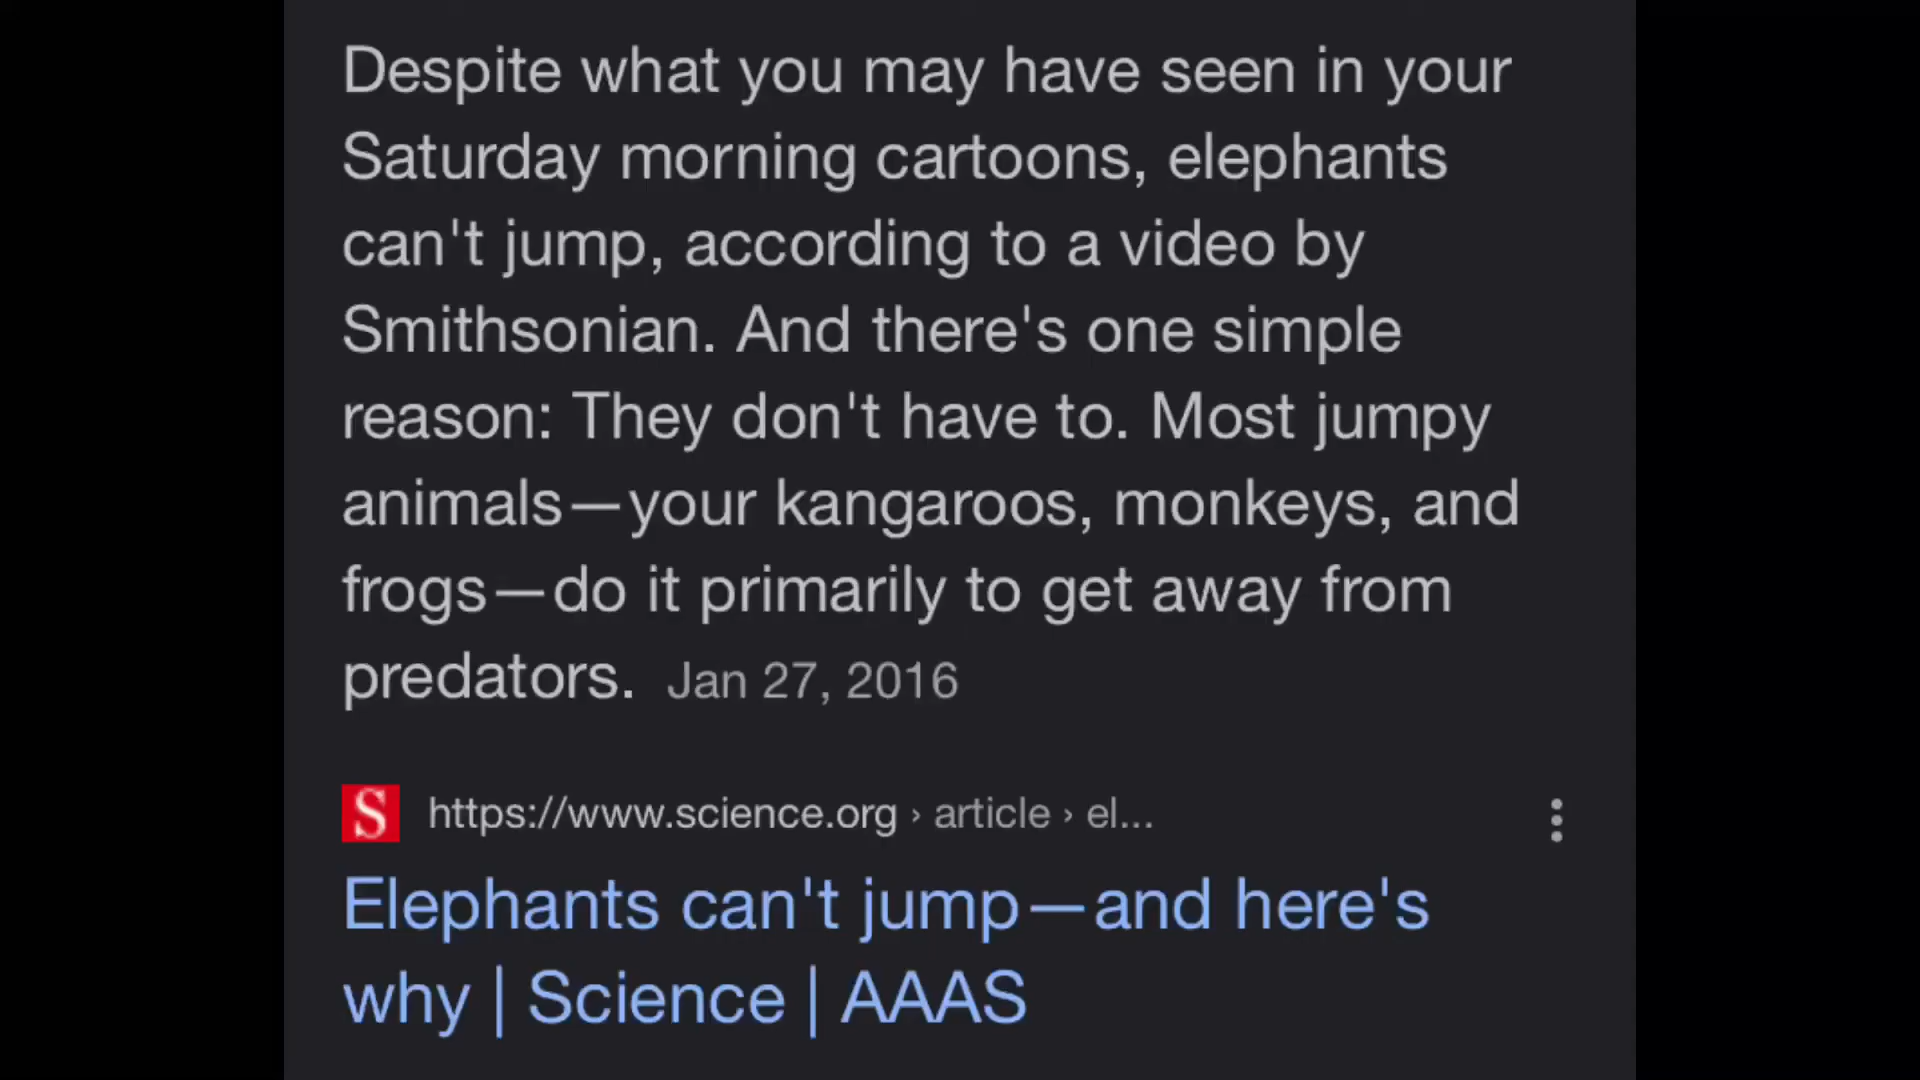 Despite what you may have seen in your
Saturday morning cartoons, elephants
can't jump, according to a video by
Smithsonian. And there's one simple
reason: They don't have to. Most jumpy
animals—your kangaroos, monkeys, and
frogs—do it primarily to get away from
predators. Jan 27, 2016
S https://www.science.org › article › el...
Elephants can't jump—and here's
why | Science | AAAS